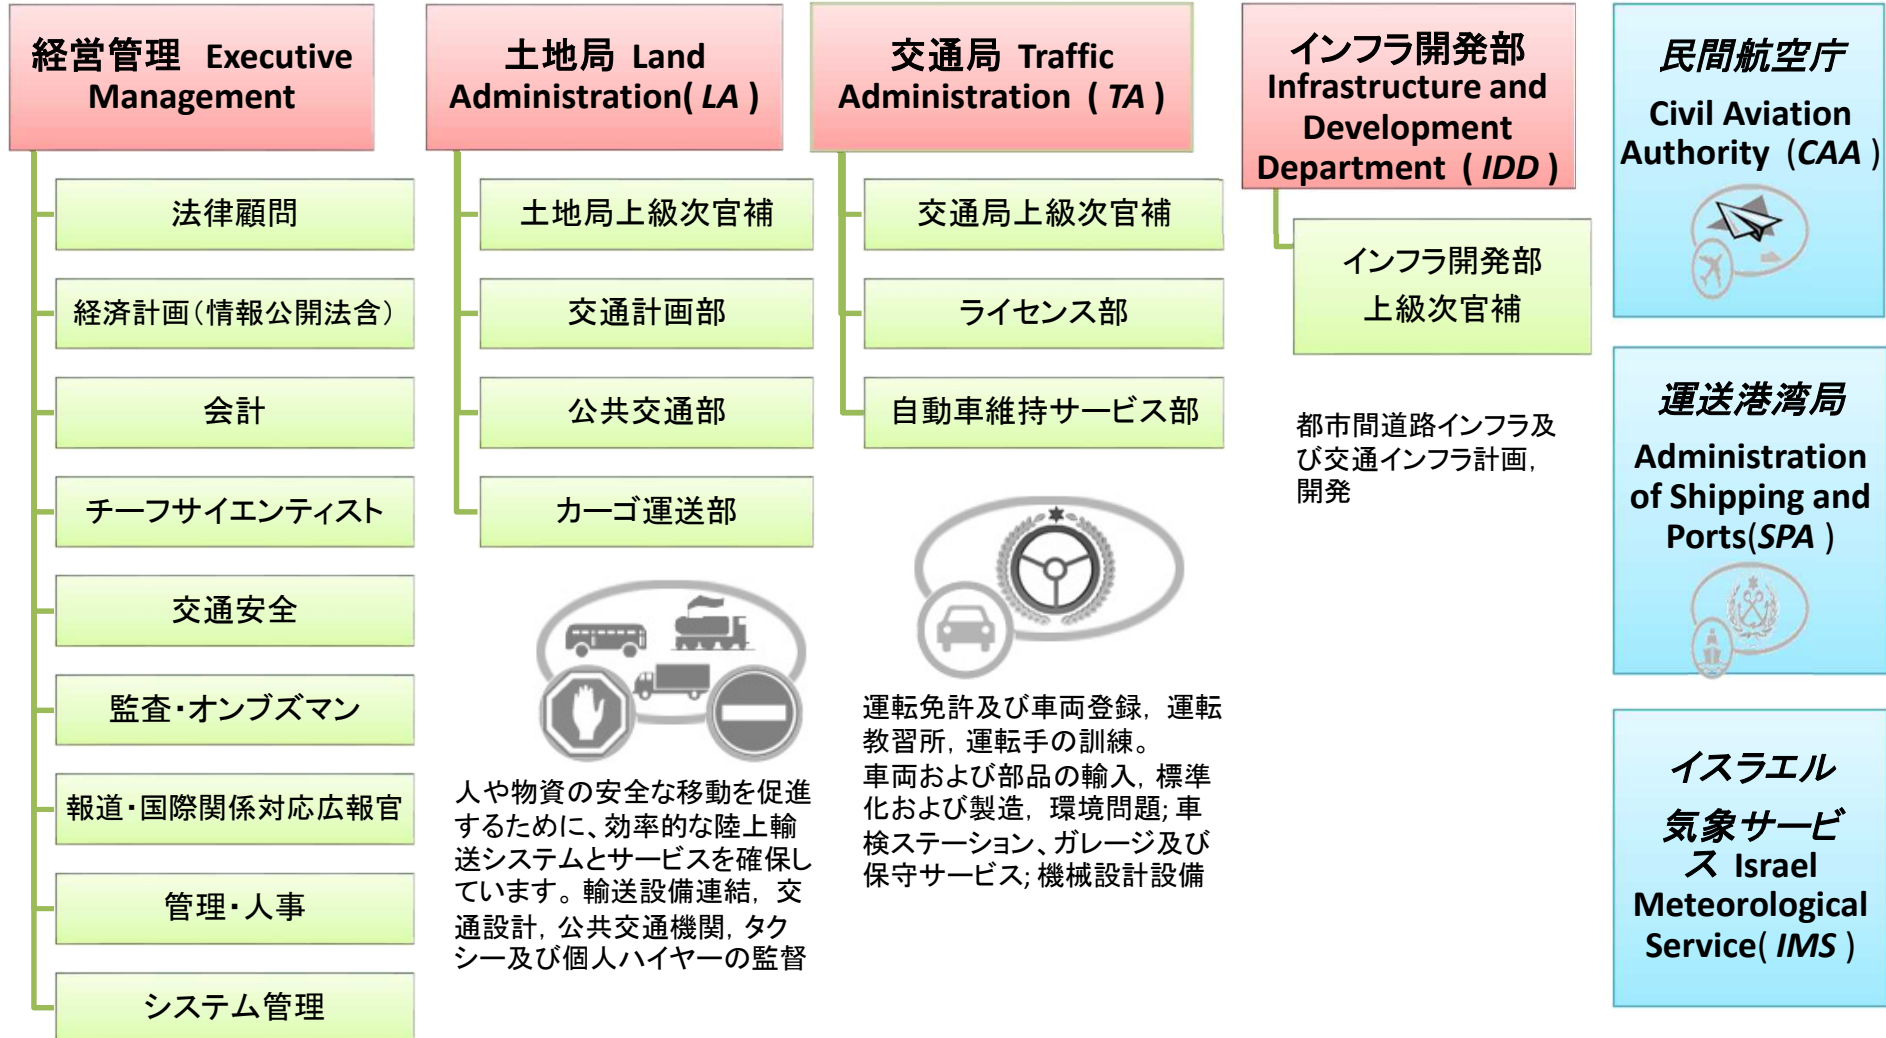 経営管理 Executive
Management
法律顧問
経済計画（情報公開法含）
会計
チーフサイエンティスト
交通安全
監査・オンブズマン
報道・国際関係対応広報官
管理・人事
システム管理
土地局 Land
Administration( LA )
土地局上級次官補
交通計画部
公共交通部
カーゴ運送部
人や物資の安全な移動を促進
するために、効率的な陸上輸
送システムとサービスを確保し
ています。輸送設備連結，交
通設計，公共交通機関，タク
シー及び個人ハイヤーの監督
交通局 Traffic
Administration ( TA )
交通局上級次官補
ライセンス部
自動車維持サービス部
運転免許及び車両登録，運転
教習所，運転手の訓練。
車両および部品の輸入，標準
化および製造，環境問題；車
検ステーション、ガレージ及び
保守サービス；機械設計設備
インフラ開発部
Infrastructure and
Development
Department ( IDD )
インフラ開発部
上級次官補
都市間道路インフラ及
び交通インフラ計画，
開発
民間航空庁
Civil Aviation
Authority (CAA )
運送港湾局
Administration
of Shipping and
Ports(SPA )
イスラエル
気象サービ
ス Israel
Meteorological
Service( IMS )